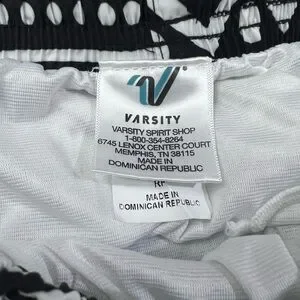 VARSITY
VARSITY SPIRIT SHOP
1-800-354-8264
6745 LENOX CENTER COURT
MEMPHIS, TN 38115
MADE IN
DOMINICAN REPUBLIC
MADE IN
DOMINICAN REPUBLIC